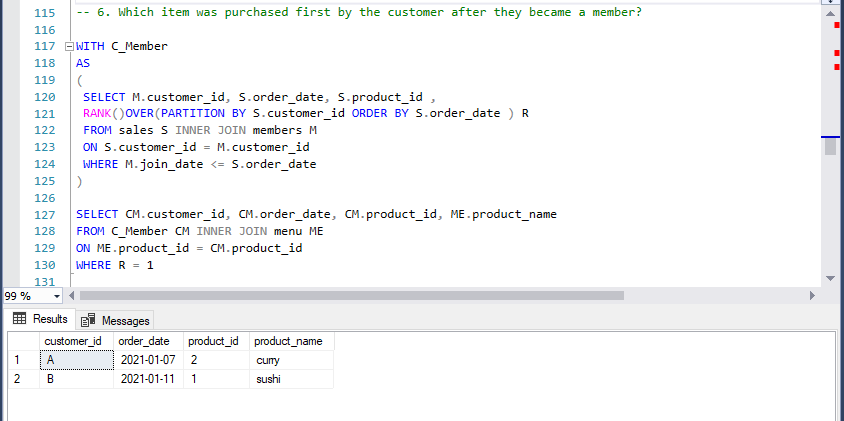 115 -- 6. Which item was purchased first by the customer after they became a member?
116
117 WITH C_Member
118 AS
119 (
120 SELECT M.customer_id, S.order_date, S.product_id ,
121 RANK()OVER(PARTITION BY S.customer_id ORDER BY S.order_date ) R
122 FROM sales S INNER JOIN members M
123 ON S.customer_id = M.customer_id
124 WHERE M.join_date <= S.order_date
125 )
126
127 SELECT CM.customer_id, CM.order_date, CM.product_id, ME.product_name
128 FROM C_Member CM INNER JOIN menu ME
129 ON ME.product_id = CM.product_id
130 WHERE R = 1
131
99 %
Results Messages
customer_id order_date product_id product_name
1 A 2021-01-07 2 curry
2 B 2021-01-11 1 sushi